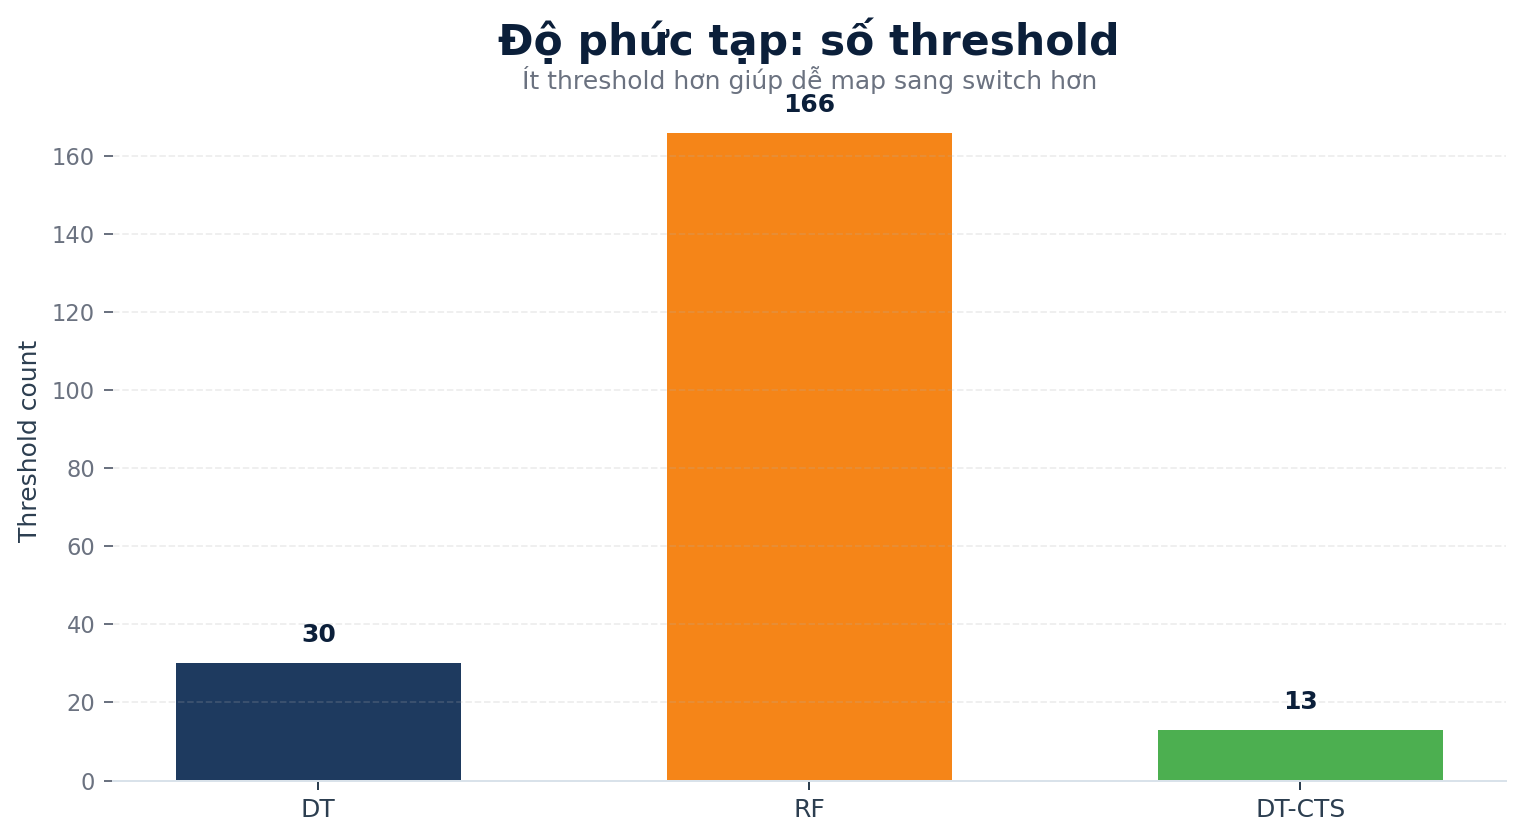 Độ phức tạp: số threshold
Ít threshold hơn giúp dễ map sang switch hơn
166
160
140
120
100
80
60
40
20
0
Threshold count
30
13
DT
RF
DT-CTS